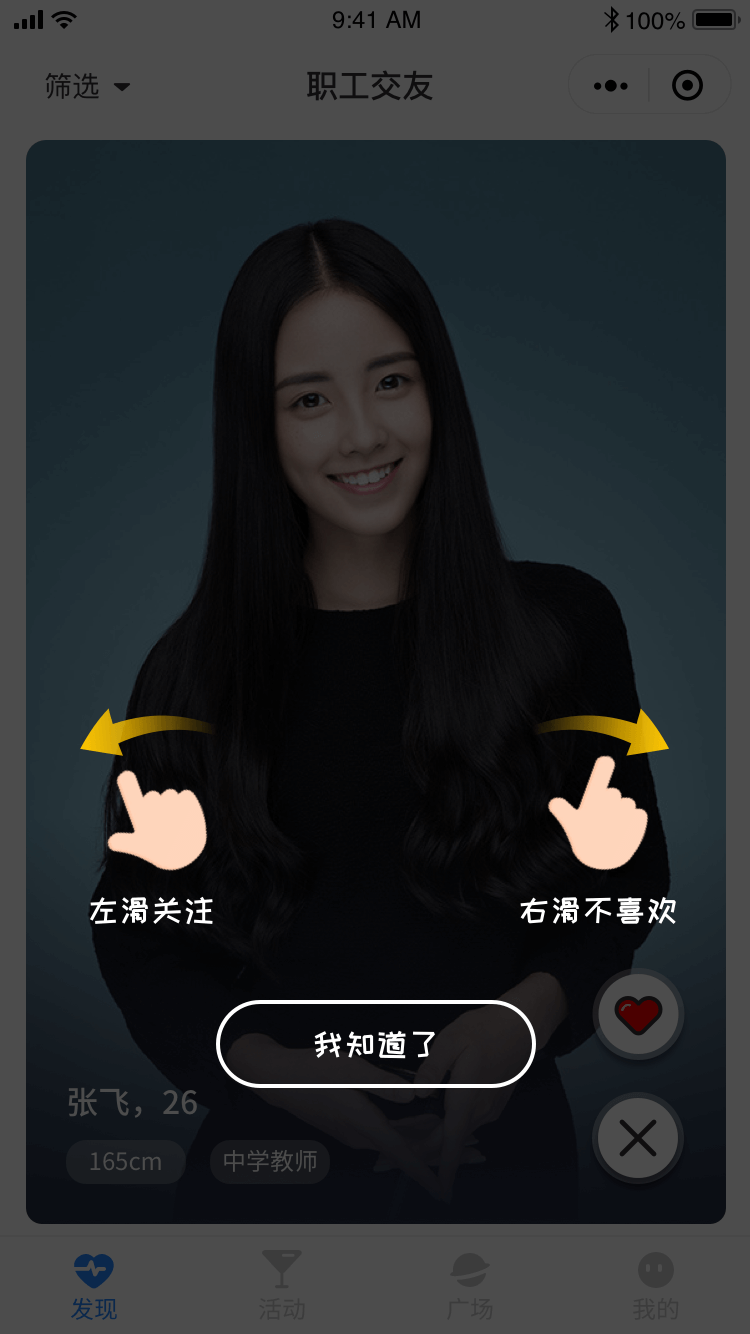 9:41 AM
100%
筛选
职工交友
左滑关注
右滑不喜欢
我知道了
张飞，26
165cm
中学教师
发现
活动
广场
我的